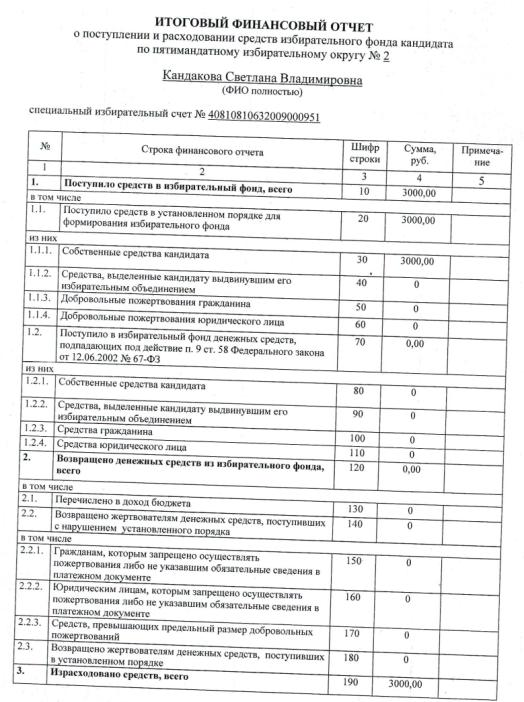 ИТОГОВЫЙ ФИНАНСОВЫЙ ОТЧЕТ
о поступлении и расходовании средств избирательного фонда кандидата
по пятимандатному избирательному округу № 2
Кандакова Светлана Владимировна
(ФИО полностью)
специальный избирательный счет № 40810810632009000951
№ Строка финансового отчета Шифр строки Сумма, руб. Примеча-ние
1 2 3 4 5
1. Поступило средств в избирательный фонд, всего 10 3000,00
в том числе
1.1. Поступило средств в установленном порядке для
формирования избирательного фонда 20 3000,00
из них
1.1.1. Собственные средства кандидата 30 3000,00
1.1.2. Средства, выделенные кандидату выдвинувшим его
избирательным объединением 40 0
1.1.3. Добровольные пожертвования гражданина 50 0
1.1.4. Добровольные пожертвования юридического лица 60 0
1.2. Поступило в избирательный фонд денежных средств, 70 0,00
подпадающих под действие п. 9 ст. 58 Федерального закона
от 12.06.2002 № 67-ФЗ
из них
1.2.1. Собственные средства кандидата 80 0
1.2.2. Средства, выделенные кандидату выдвинувшим его
избирательным объединением 90 0
1.2.3. Средства гражданина 100 0
1.2.4. Средства юридического лица 110 0
2. Возвращено денежных средств из избирательного фонда, 120 0,00
всего
в том числе
2.1. Перечислено в доход бюджета 130 0
2.2. Возвращено жертвователям денежных средств, поступивших 140 0
с нарушением установленного порядка
в том числе
2.2.1. Гражданам, которым запрещено осуществлять 150 0
пожертвования либо не указавшим обязательные сведения в
платежном документе
2.2.2. Юридическим лицам, которым запрещено осуществлять 160 0
пожертвования либо не указавшим обязательные сведения в
платежном документе
2.2.3. Средств, превышающих предельный размер добровольных 170 0
пожертвований
2.3. Возвращено жертвователям денежных средств, поступивших 180 0
в установленном порядке
3. Израсходовано средств, всего 190 3000,00